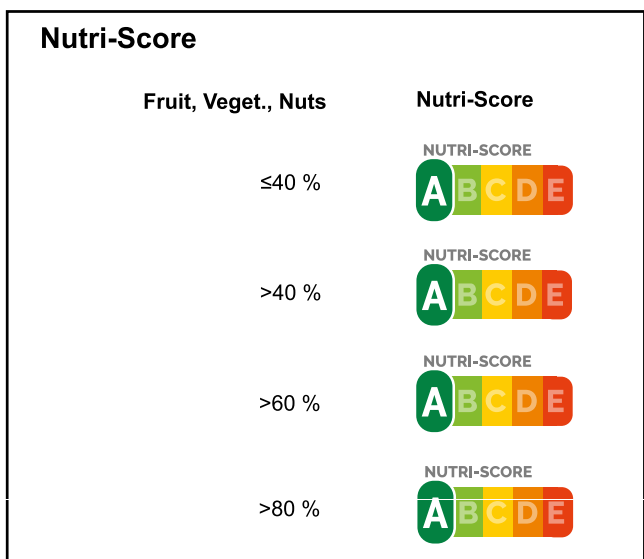 Nutri-Score
Fruit, Veget., Nuts Nutri-Score
NUTRI-SCORE
≤40 % A B C D E
NUTRI-SCORE
>40 % A B C D E
NUTRI-SCORE
>60 % A B C D E
NUTRI-SCORE
>80 % A B C D E